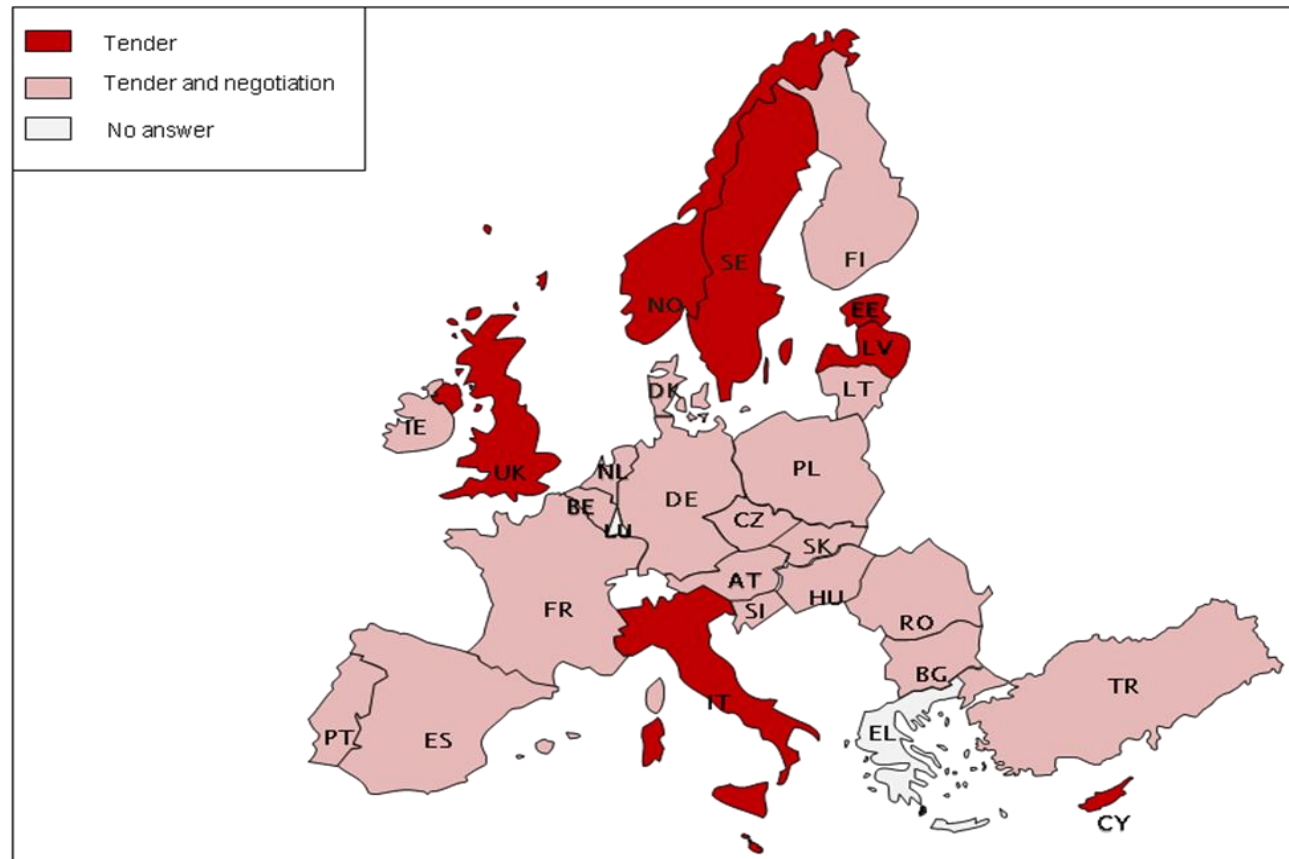 Tender
Tender and negotiation
No answer
SE
FI
NO
EE
LV
LT
DK
IE
UK
NL
PL
DE
BE
CZ
LU
SK
AT
HU
SI
FR
RO
BG
TR
IT
EL
PT
ES
CY